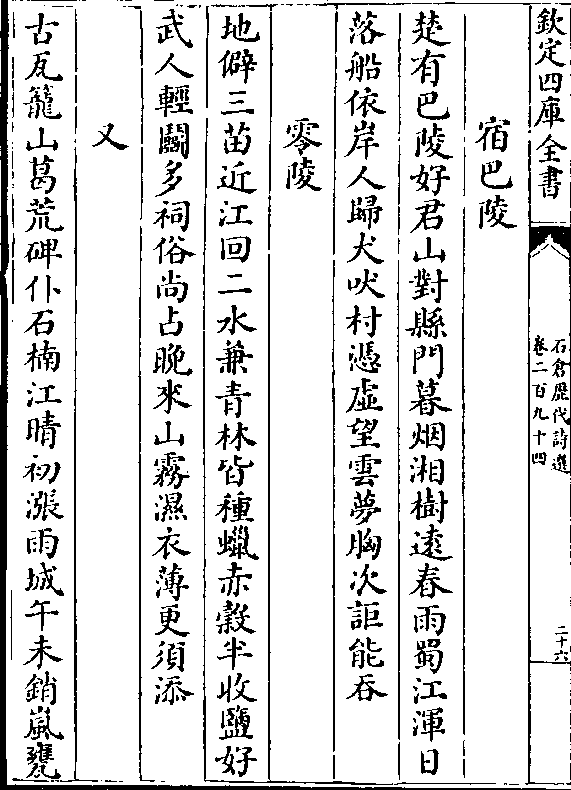 欽定四庫全書
石倉歴代詩選
卷二百九十四
二十六
宿巴陵
楚有巴陵好君山對縣門暮烟湘樹逺春雨蜀江渾日
落船依岸人歸犬吠村憑虛望雲夢胸次詎能吞
零陵
地僻三苗近江回二水兼青林皆種蠟赤穀半收鹽好
武人輕鬭多祠俗尚占晚來山霧濕衣薄更須添
又
古瓦籠山葛荒碑仆石楠江晴初漲雨城午未銷嵐甕